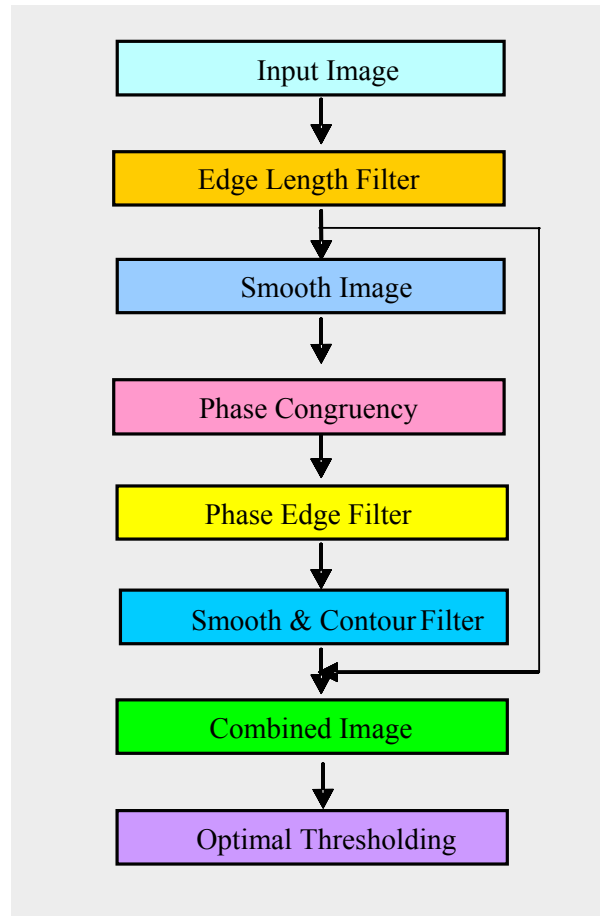 Input Image
Edge Length Filter
Smooth Image
Phase Congruency
Phase Edge Filter
Smooth & Contour Filter
Combined Image
Optimal Thresholding